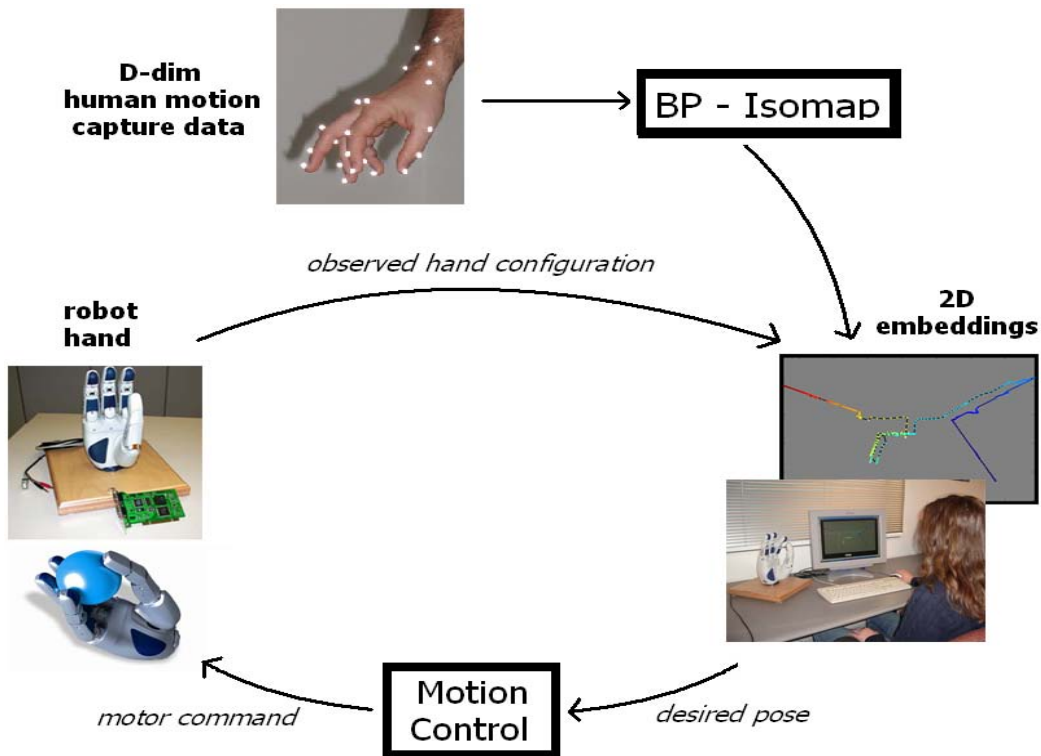 D-dim
human motion
capture data
BP - Isomap
observed hand configuration
robot
hand
2D
embeddings
Motion
Control
motor command
desired pose